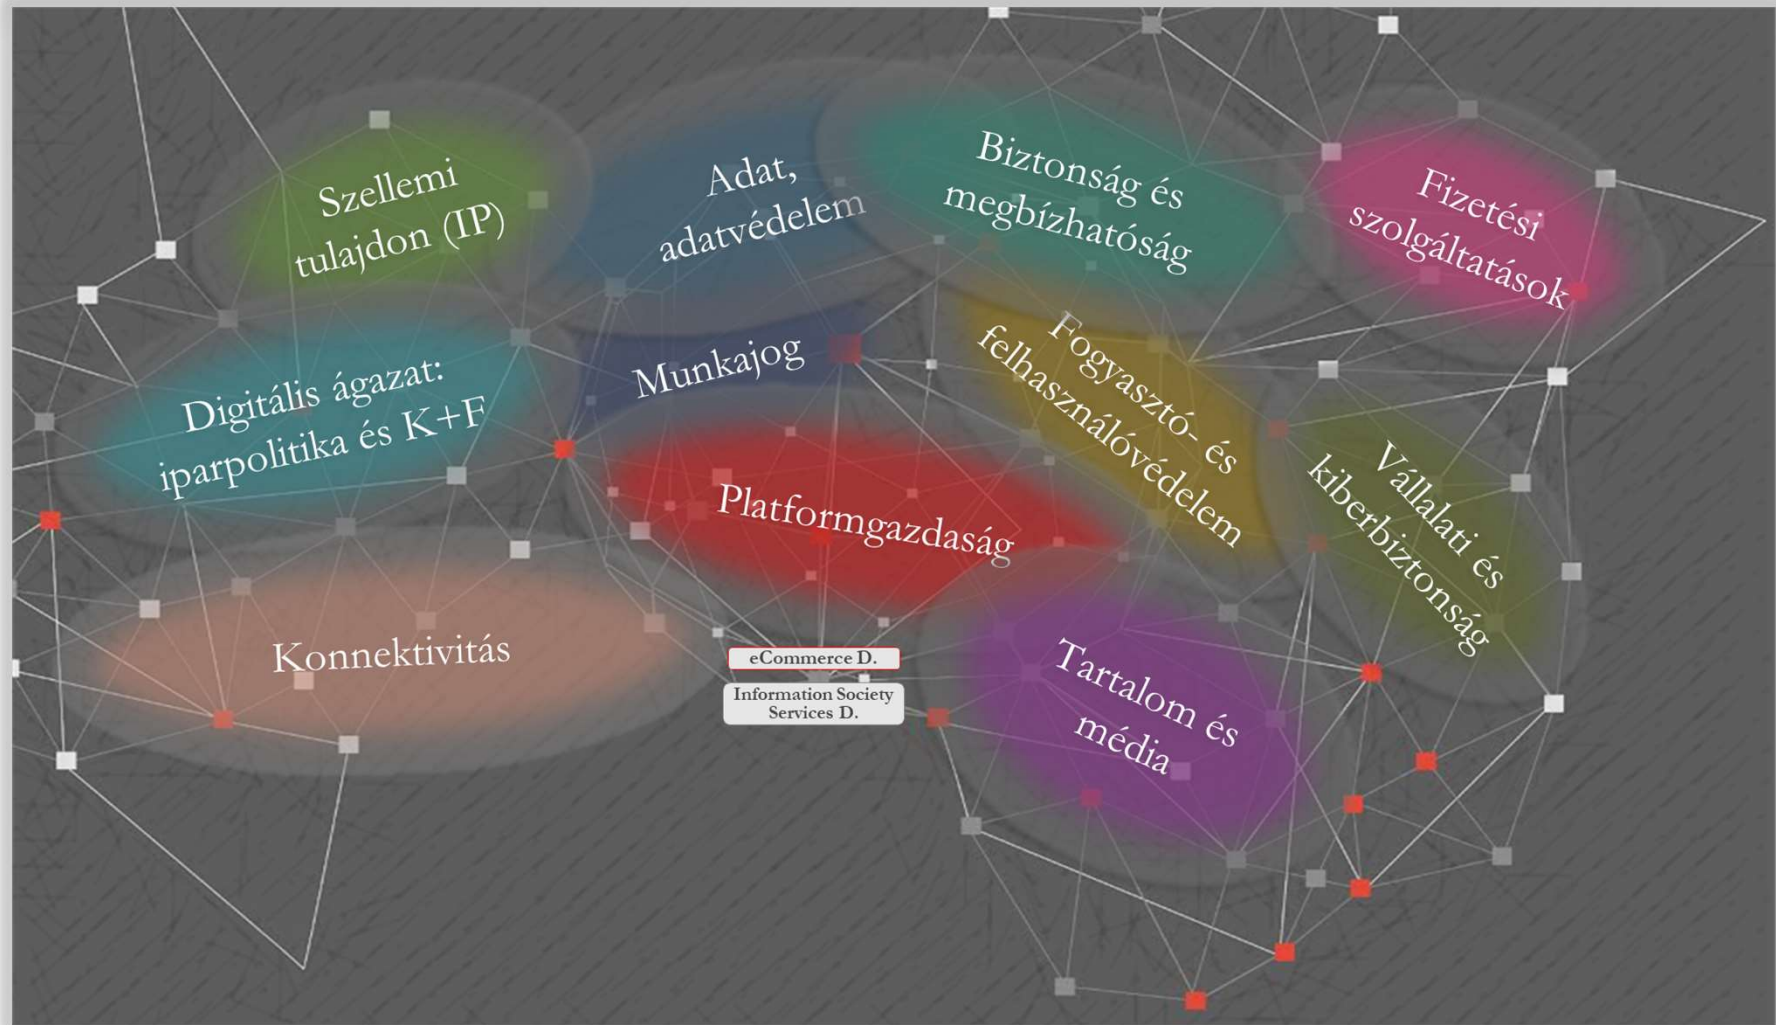 Szellemi
tulajdon (IP)
Adat,
adatvédelem
Biztonság és
megbízhatóság
Fizetési
szolgáltatások
Digitális ágazat:
iparpolitika és K+F
Munkajog
Fogyasztó- és
felhasználóvédelem
Platformgazdaság
Vállalati és
kiberbiztonság
Konnektivitás
eCommerce D.
Information Society
Services D.
Tartalom és
média